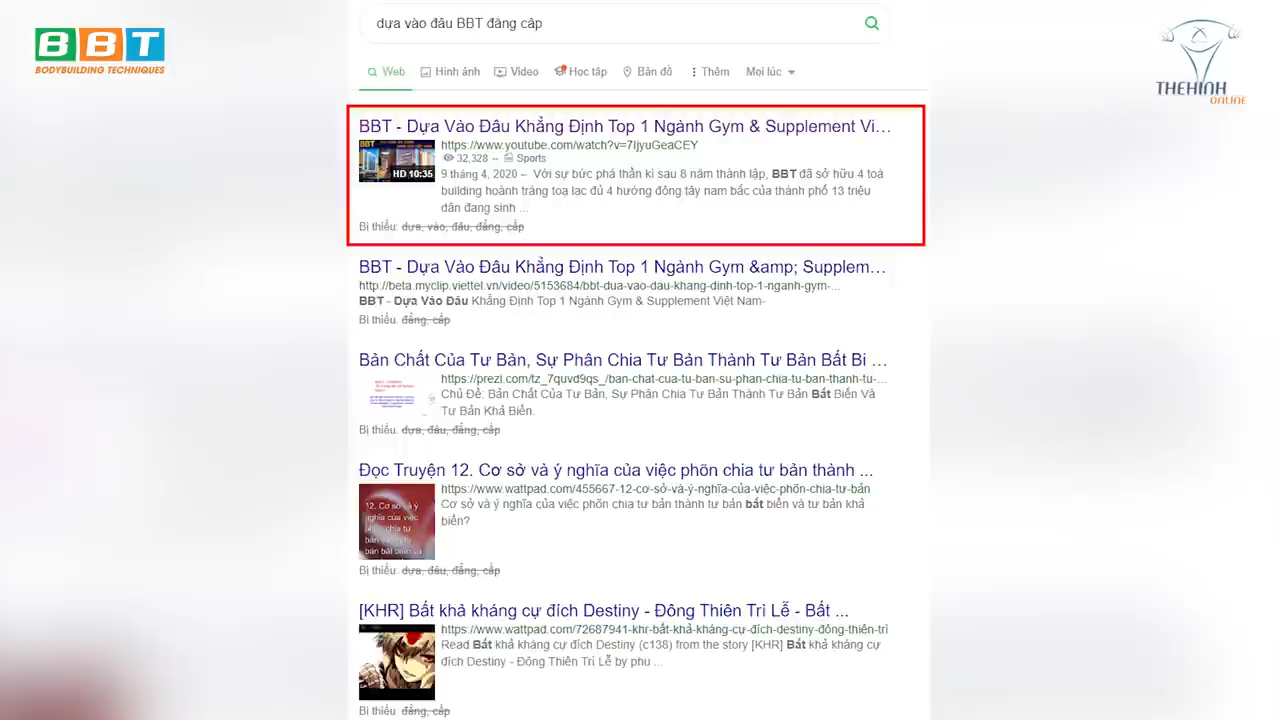 BBT
BODYBUILDING TECHNIQUES
THEHINH
ONLINE
dựa vào đâu BBT đẳng cấp
Web Hình ảnh Video Học tập Bản đồ Thêm Mọi lúc
BBT - Dựa Vào Đâu Khẳng Định Top 1 Ngành Gym & Supplement Vi…
https://www.youtube.com/watch?v=7IjyuGeaCEY
32,328 -- Sports
HD 10:35
9 tháng 4, 2020 – Với sự bức phá thần kì sau 8 năm thành lập, BBT đã sở hữu 4 toà
building hoành tráng toạ lạc đủ 4 hướng đông tây nam bắc của thành phố 13 triệu
dân đang sinh ...
Bị thiếu: dựa, vào, đâu, đẳng, cấp
BBT - Dựa Vào Đâu Khẳng Định Top 1 Ngành Gym &amp; Supplem…
http://beta.myclip.viettel.vn/video/5153684/bbt-dua-vao-dau-khang-dinh-top-1-nganh-gym-...
BBT - Dựa Vào Đâu Khẳng Định Top 1 Ngành Gym & Supplement Việt Nam-
Bị thiếu: đẳng, cấp
Bản Chất Của Tư Bản, Sự Phân Chia Tư Bản Thành Tư Bản Bất Bi …
https://prezi.com/tz_7quvd9qs_/ban-chat-cua-tu-ban-su-phan-chia-tu-ban-thanh-tu-...
Chủ Đề: Bản Chất Của Tư Bản, Sự Phân Chia Tư Bản Thành Tư Bản Bất Biến Và
Tư Bản Khả Biến.
Bị thiếu: dựa, đâu, đẳng, cấp
Đọc Truyện 12. Cơ sở và ý nghĩa của việc phõn chia tư bản thành ...
https://www.wattpad.com/455667-12-cơ-sở-và-ý-nghĩa-của-việc-phõn-chia-tư-bản
Cơ sở và ý nghĩa của việc phõn chia tư bản thành tư bản bất biến và tư bản khả
biến?
12. Cơ sở và ý
nghĩa của việc
chia tư
bản
bản bất biến và
Bị thiếu: dựa, đâu, đẳng, cấp
[KHR] Bất khả kháng cự đích Destiny - Đông Thiên Trì Lễ - Bất ...
https://www.wattpad.com/72687941-khr-bất-khả-kháng-cự-đích-destiny-đông-thiên-trì
Read Bất khả kháng cự đích Destiny (c138) from the story [KHR] Bất khả kháng cự
đích Destiny - Đông Thiên Trì Lễ by phu ...
Bị thiếu: đẳng, cấp